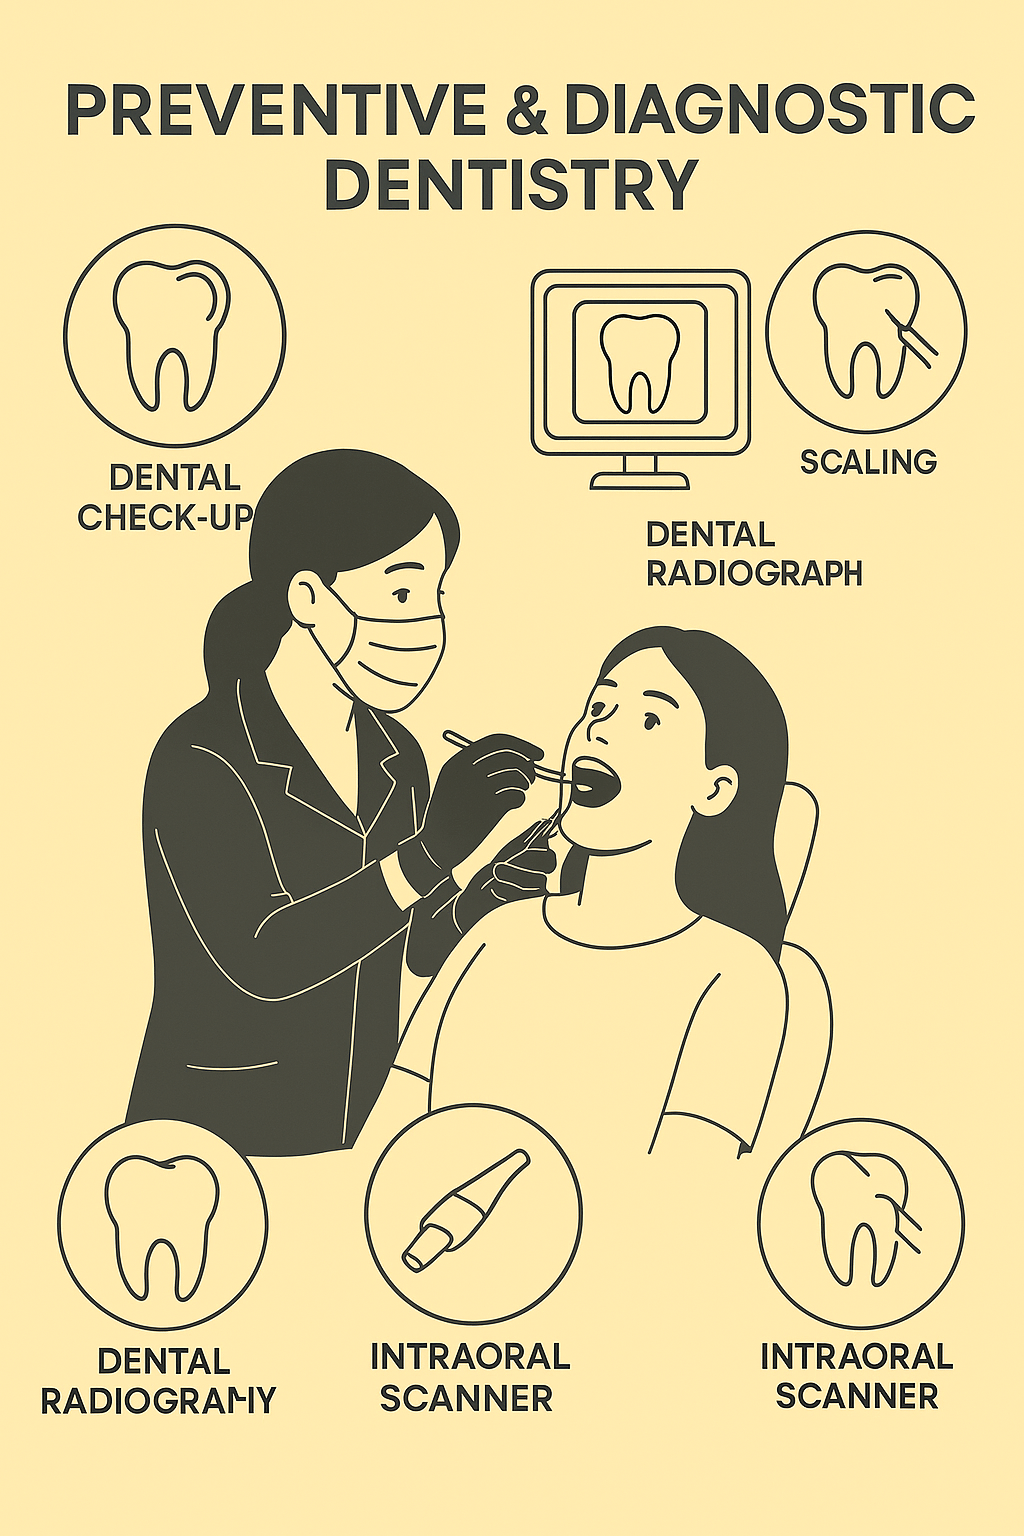 PREVENTIVE & DIAGNOSTIC
DENTISTRY
DENTAL
CHECK-UP
SCALING
DENTAL
RADIOGRAPH
DENTAL
INTRAORAL
SCANNER
INTRAORAL
SCANNER